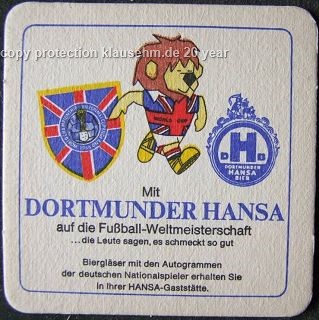 copy protection klausehm.de 20 year
WORLD CUP
D H B
DORTMUNDER
HANSA
BIER
Mit
DORTMUNDER HANSA
auf die Fußball-Weltmeisterschaft
...die Leute sagen, es schmeckt so gut
Biergläser mit den Autogrammen
der deutschen Nationalspieler erhalten Sie
in Ihrer HANSA-Gaststätte.